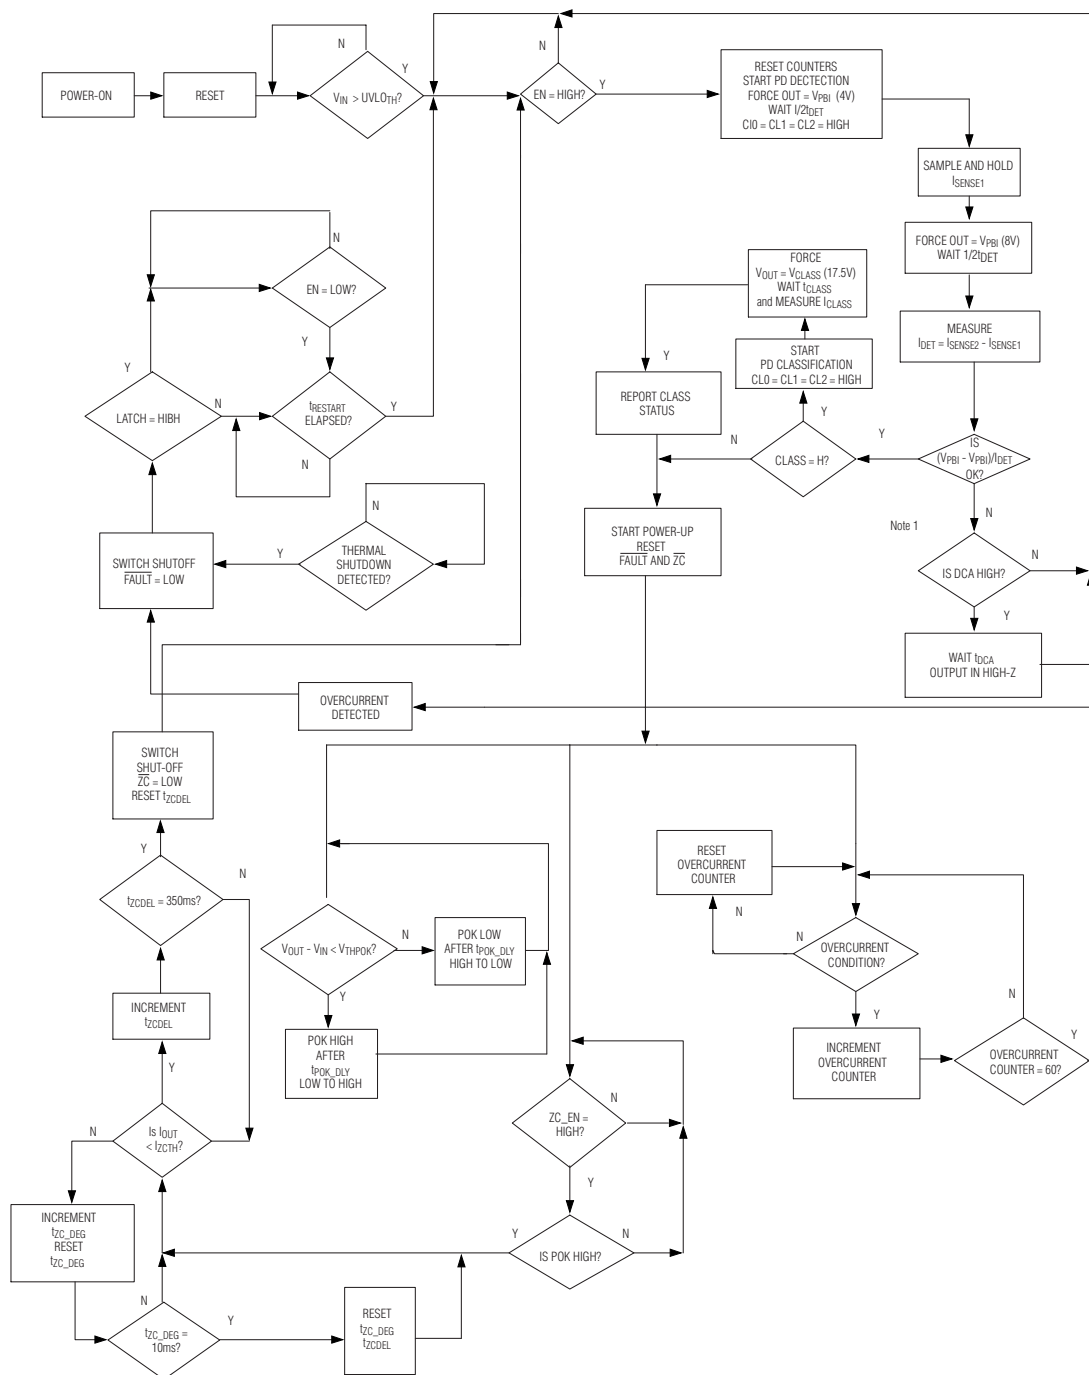 POWER-ON
RESET
N
V_IN > UVLO_TH?
Y
N
EN = HIGH?
Y
RESET COUNTERS
START PD DECTECTION
FORCE OUT = V_PBI (4V)
WAIT I/2t_DET
CI0 = CL1 = CL2 = HIGH
SAMPLE AND HOLD
I_SENSE1
FORCE OUT = V_PBI (8V)
WAIT 1/2t_DET
MEASURE
I_DET = I_SENSE2 - I_SENSE1
IS
(V_PBI - V_PBI)/I_DET
OK?
Y
N
Note 1
IS DCA HIGH?
N
Y
WAIT t_DCA
OUTPUT IN HIGH-Z
CLASS = H?
N
Y
START
PD CLASSIFICATION
CL0 = CL1 = CL2 = HIGH
FORCE
V_OUT = V_CLASS (17.5V)
WAIT t_CLASS
and MEASURE I_CLASS
Y
REPORT CLASS
STATUS
START POWER-UP
RESET
FAULT AND ZC
N
EN = LOW?
Y
Y
LATCH = HIBH
N
t_RESTART
ELAPSED?
Y
N
N
THERMAL
SHUTDOWN
DETECTED?
Y
SWITCH SHUTOFF
FAULT = LOW
OVERCURRENT
DETECTED
SWITCH
SHUT-OFF
ZC = LOW
RESET t_ZCDEL
Y
N
t_ZCDEL = 350ms?
INCREMENT
t_ZCDEL
Y
N
Is I_OUT
< I_ZCTH?
INCREMENT
t_ZC_DEG
RESET
t_ZC_DEG
N
Y
t_ZC_DEG =
10ms?
RESET
t_ZC_DEG
t_ZCDEL
V_OUT - V_IN < V_THPOK?
N
Y
POK LOW
AFTER t_POK_DLY
HIGH TO LOW
POK HIGH
AFTER
t_POK_DLY
LOW TO HIGH
ZC_EN =
HIGH?
N
Y
Y
IS POK HIGH?
N
RESET
OVERCURRENT
COUNTER
N
N
OVERCURRENT
CONDITION?
Y
INCREMENT
OVERCURRENT
COUNTER
N
Y
OVERCURRENT
COUNTER = 60?